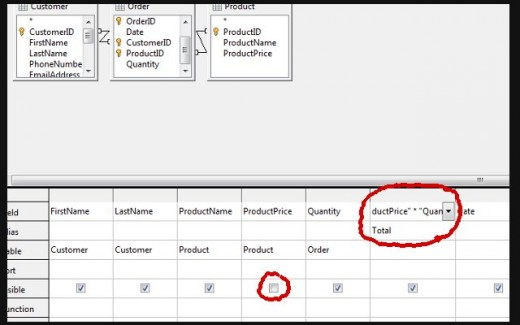 Customer Order Product
*
CustomerID
FirstName
LastName
PhoneNumbe
EmailAddress
OrderID
Date
CustomerID
ProductID
Quantity
*
ProductID
ProductName
ProductPrice
eld FirstName LastName ProductName ProductPrice Quantity ductPrice" * "Quan ate
lias Total
able Customer Customer Product Product Order
ort
sible
unction